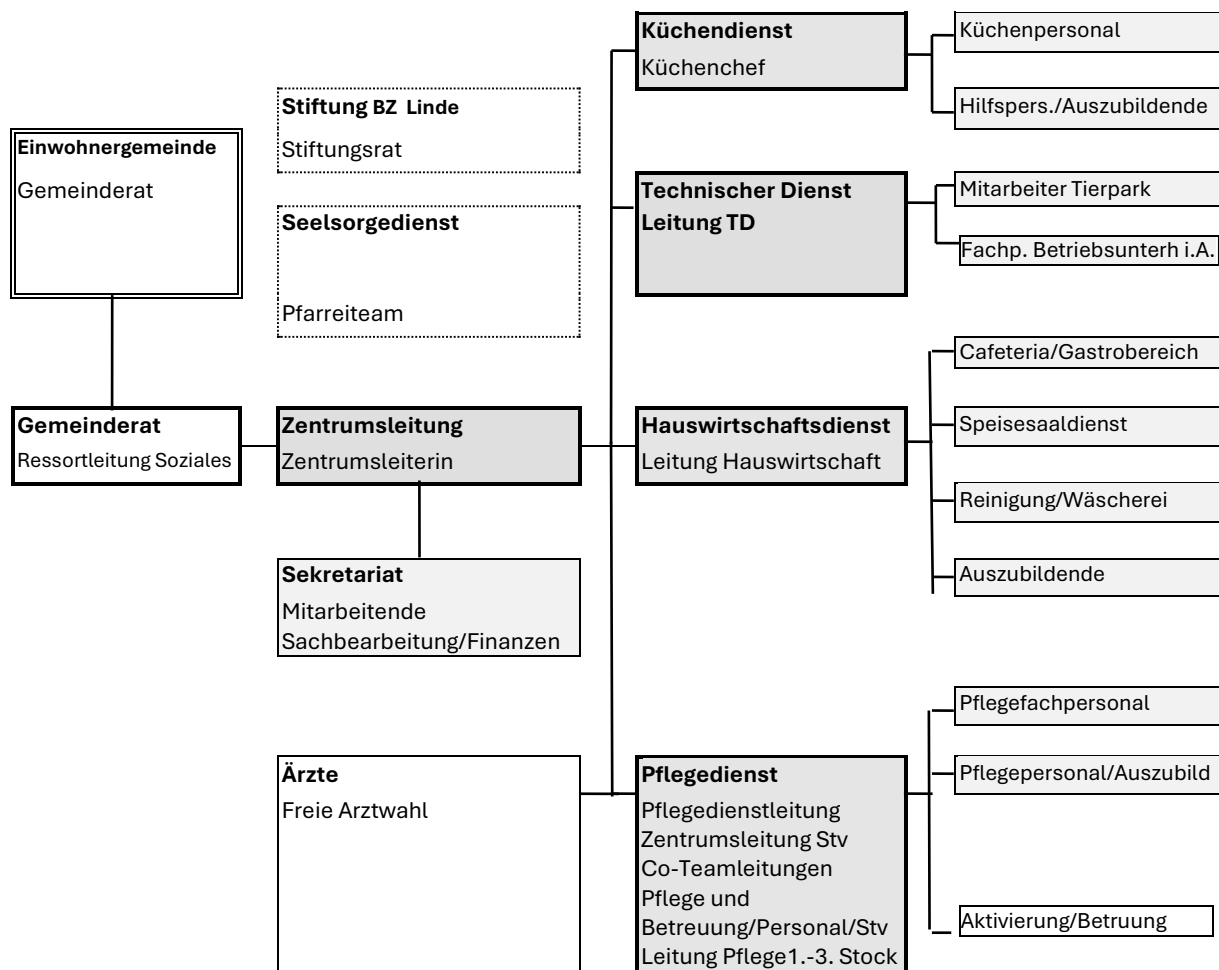 Küchendienst
Küchenchef
Küchenpersonal
Hilfspers./Auszubildende
Stiftung BZ Linde
Stiftungsrat
Einwohnergemeinde
Gemeinderat
Seelsorgedienst
Pfarreiteam
Technischer Dienst
Leitung TD
Mitarbeiter Tierpark
Fachp. Betriebsunterh i.A.
Gemeinderat
Ressortleitung Soziales
Zentrumsleitung
Zentrumsleiterin
Hauswirtschaftsdienst
Leitung Hauswirtschaft
Cafeteria/Gastrobereich
Speisesaaldienst
Reinigung/Wäscherei
Auszubildende
Sekretariat
Mitarbeitende
Sachbearbeitung/Finanzen
Ärzte
Freie Arztwahl
Pflegedienst
Pflegedienstleitung
Zentrumsleitung Stv
Co-Teamleitungen
Pflege und
Betreuung/Personal/Stv
Leitung Pflege1.-3. Stock
Pflegefachpersonal
Pflegepersonal/Auszubild
Aktivierung/Betruung